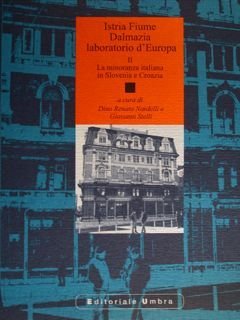 Istria Fiume
Dalmazia
laboratorio d'Europa
II
La minoranza italiana
in Slovenia e Croazia
a cura di
Dino Renato Nardelli e
Giovanni Stelli
Editoriale Umbra